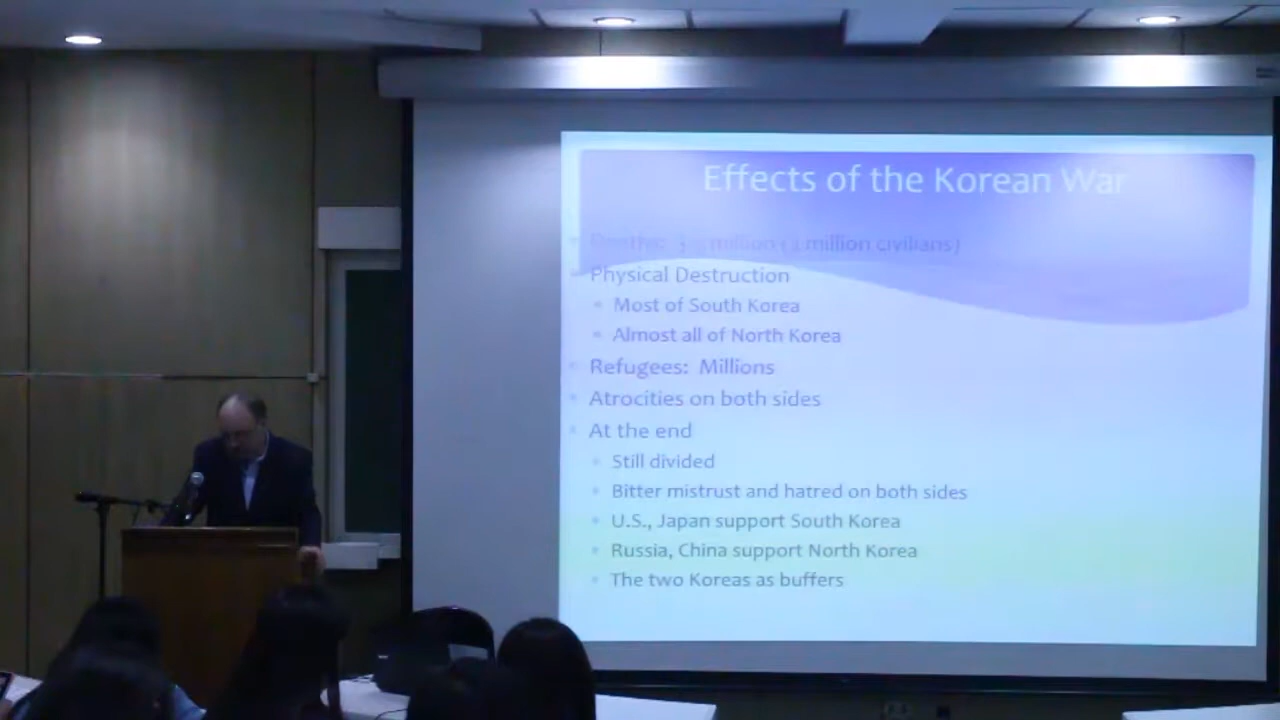 Effects of the Korean War
Deaths: million ( million civilians)
Physical Destruction
Most of South Korea
Almost all of North Korea
Refugees: Millions
Atrocities on both sides
At the end
Still divided
Bitter mistrust and hatred on both sides
U.S., Japan support South Korea
Russia, China support North Korea
The two Koreas as buffers